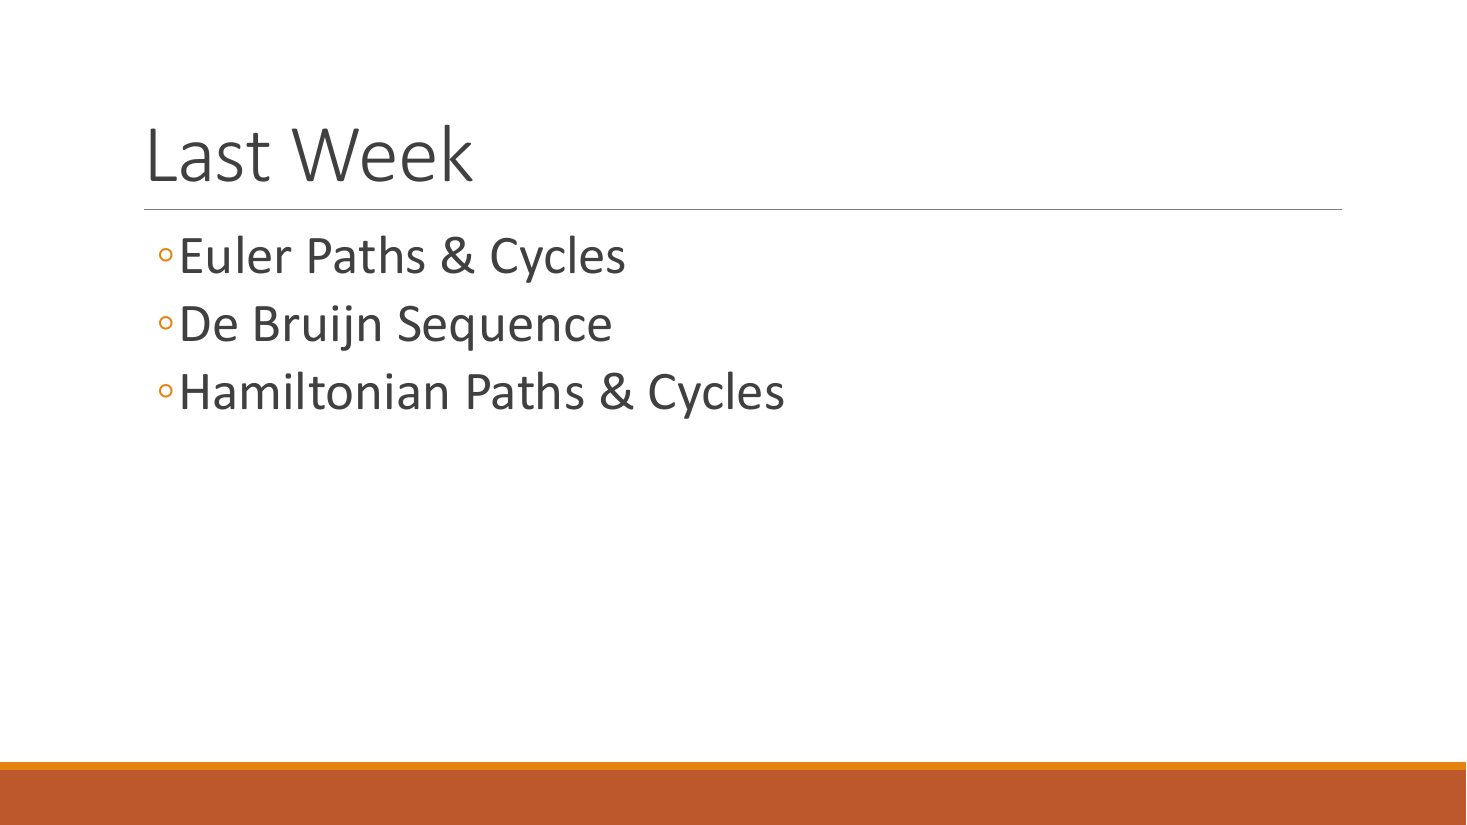 Last Week
◦Euler Paths & Cycles
◦De Bruijn Sequence
◦Hamiltonian Paths & Cycles